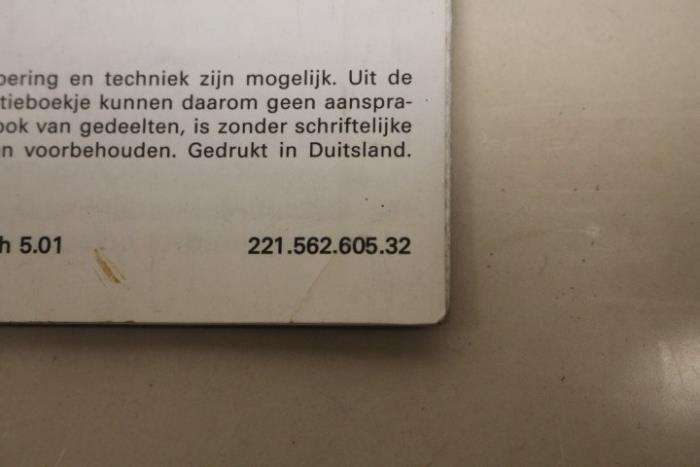 oering en techniek zijn mogelijk. Uit de
tieboekje kunnen daarom geen aanspra-
ook van gedeelten, is zonder schriftelijke
n voorbehouden. Gedrukt in Duitsland.
h 5.01 221.562.605.32